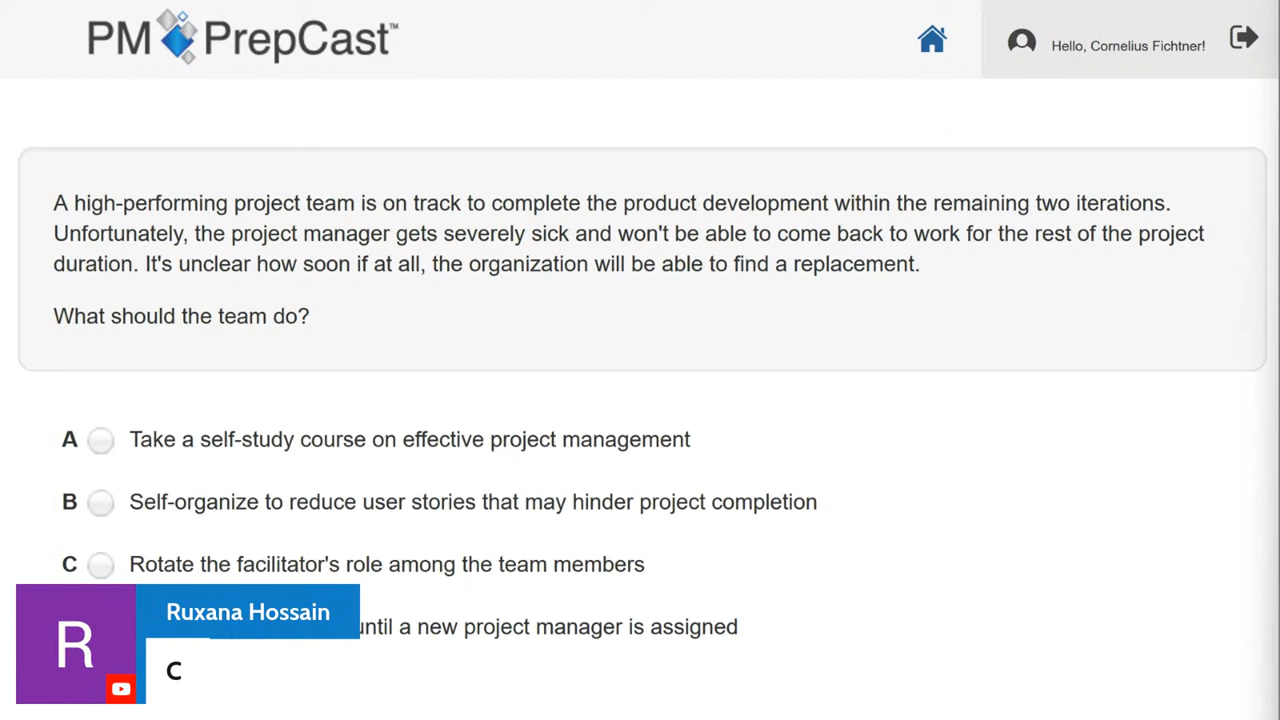 PM PrepCast™
Hello, Cornelius Fichtner!
A high-performing project team is on track to complete the product development within the remaining two iterations.
Unfortunately, the project manager gets severely sick and won't be able to come back to work for the rest of the project
duration. It's unclear how soon if at all, the organization will be able to find a replacement.
What should the team do?
A Take a self-study course on effective project management
B Self-organize to reduce user stories that may hinder project completion
C Rotate the facilitator's role among the team members
until a new project manager is assigned
R
Ruxana Hossain
C